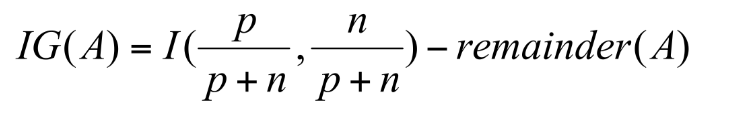 IG(A) = I(p/(p + n), n/(p + n)) − remainder(A)